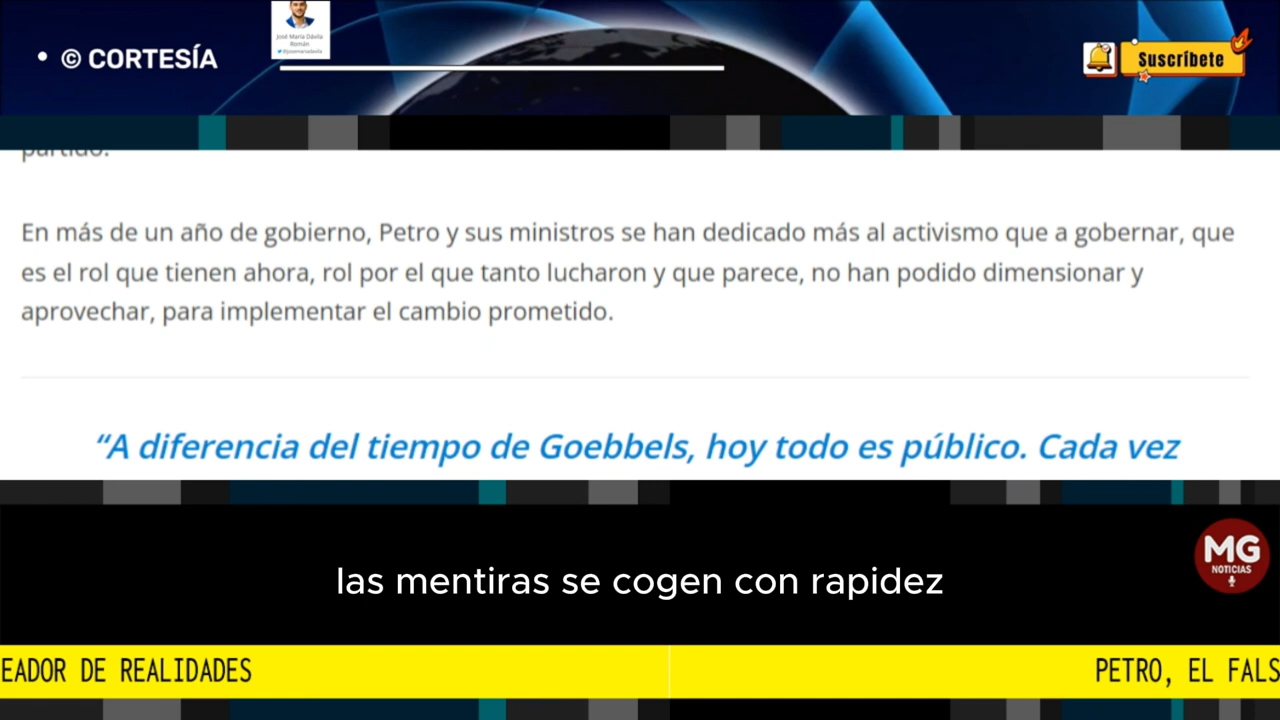 • © CORTESÍA
José María Dávila
Román
@josemariadavila
Suscríbete
partido.
En más de un año de gobierno, Petro y sus ministros se han dedicado más al activismo que a gobernar, que
es el rol que tienen ahora, rol por el que tanto lucharon y que parece, no han podido dimensionar y
aprovechar, para implementar el cambio prometido.
“A diferencia del tiempo de Goebbels, hoy todo es público. Cada vez
MG
NOTICIAS
las mentiras se cogen con rapidez
EADOR DE REALIDADES
PETRO, EL FALS